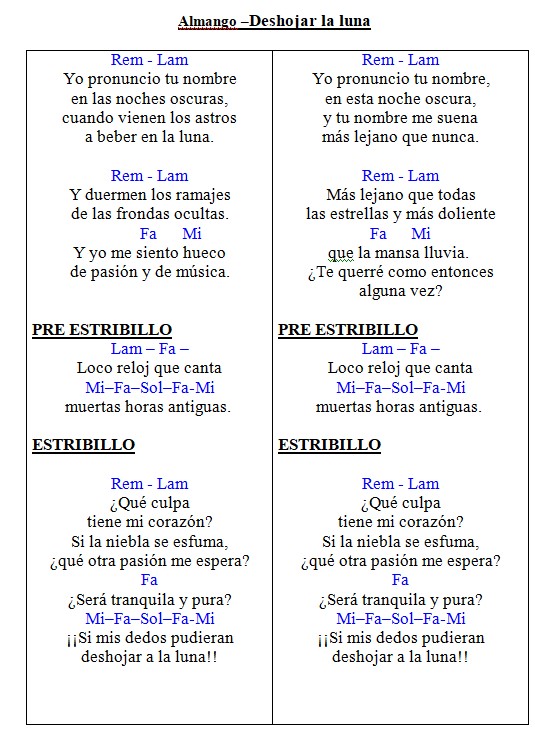 Almango –Deshojar la luna
Rem - Lam
Yo pronuncio tu nombre
en las noches oscuras,
cuando vienen los astros
a beber en la luna.
Rem - Lam
Y duermen los ramajes
de las frondas ocultas.
Fa Mi
Y yo me siento hueco
de pasión y de música.
PRE ESTRIBILLO
Lam – Fa –
Loco reloj que canta
Mi–Fa–Sol–Fa-Mi
muertas horas antiguas.
ESTRIBILLO
Rem - Lam
¿Qué culpa
tiene mi corazón?
Si la niebla se esfuma,
¿qué otra pasión me espera?
Fa
¿Será tranquila y pura?
Mi–Fa–Sol–Fa-Mi
¡¡Si mis dedos pudieran
deshojar a la luna!!
Rem - Lam
Yo pronuncio tu nombre,
en esta noche oscura,
y tu nombre me suena
más lejano que nunca.
Rem - Lam
Más lejano que todas
las estrellas y más doliente
Fa Mi
que la mansa lluvia.
¿Te querré como entonces
alguna vez?
PRE ESTRIBILLO
Lam – Fa –
Loco reloj que canta
Mi–Fa–Sol–Fa-Mi
muertas horas antiguas.
ESTRIBILLO
Rem - Lam
¿Qué culpa
tiene mi corazón?
Si la niebla se esfuma,
¿qué otra pasión me espera?
Fa
¿Será tranquila y pura?
Mi–Fa–Sol–Fa-Mi
¡¡Si mis dedos pudieran
deshojar a la luna!!